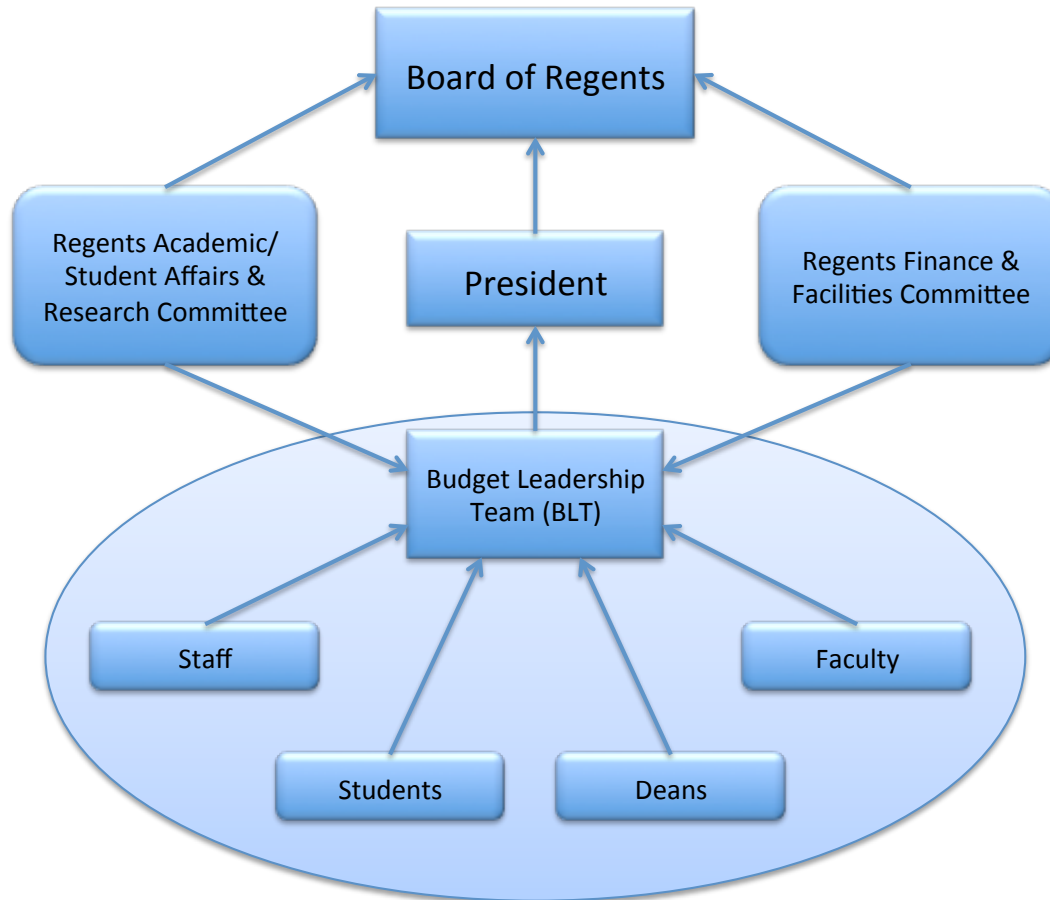 Board of Regents
Regents Academic/
Student Affairs &
Research Committee
President
Regents Finance &
Facilities Committee
Budget Leadership
Team (BLT)
Staff
Faculty
Students
Deans